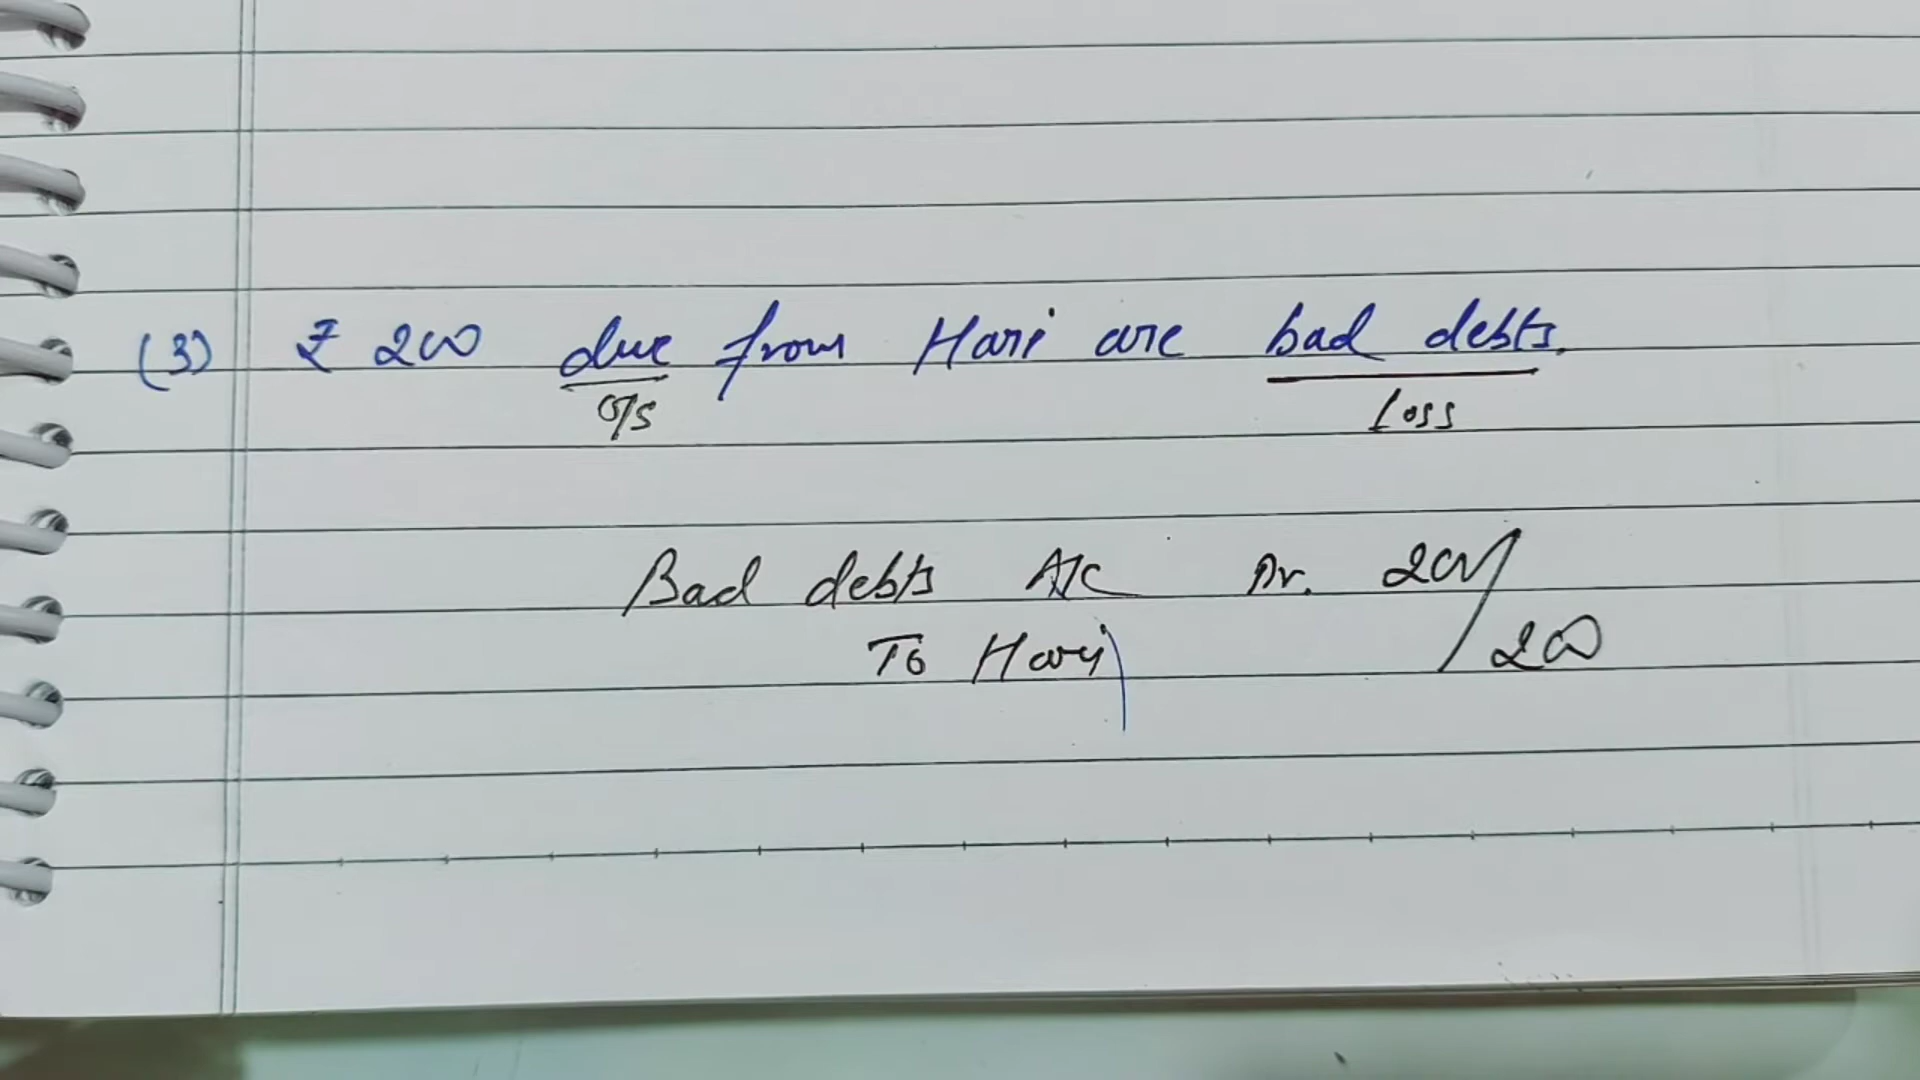 (3) ₹ 200 due from Hari are bad debts.
O/S Loss
Bad debts A/C Dr. 200
To Hari 200